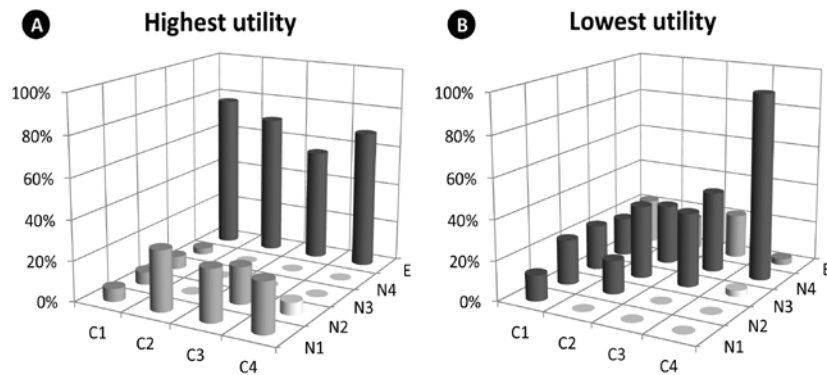 A Highest utility
100%
80%
60%
40%
20%
0%
C1
C2
C3
C4
N1
N2
N3
N4
E
B Lowest utility
100%
80%
60%
40%
20%
0%
C1
C2
C3
C4
N1
N2
N3
N4
E